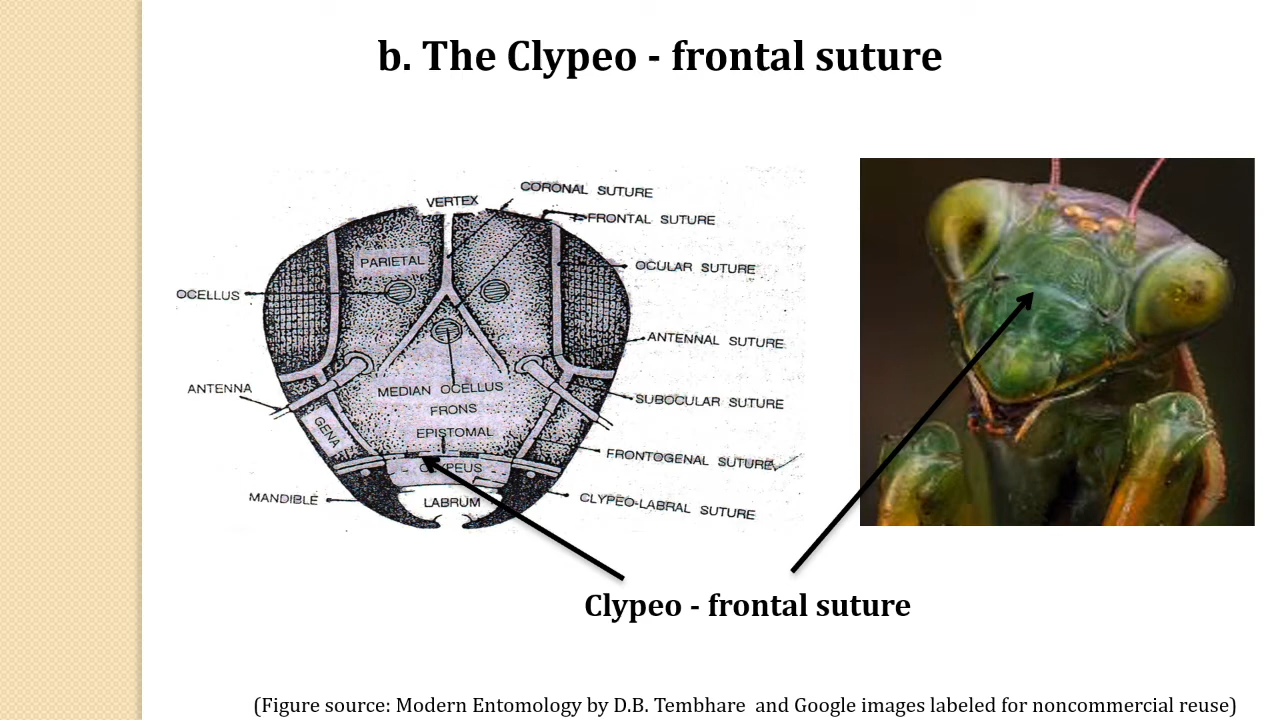 b. The Clypeo - frontal suture
CORONAL SUTURE
VERTEX
FRONTAL SUTURE
PARIETAL
OCULAR SUTURE
OCELLUS
ANTENNAL SUTURE
MEDIAN OCELLUS
ANTENNA
SUBOCULAR SUTURE
FRONS
GENA
EPISTOMAL
FRONTOGENAL SUTURE
CLYPEUS
MANDIBLE
LABRUM
CLYPEO-LABRAL SUTURE
Clypeo - frontal suture
(Figure source: Modern Entomology by D.B. Tembhare and Google images labeled for noncommercial reuse)